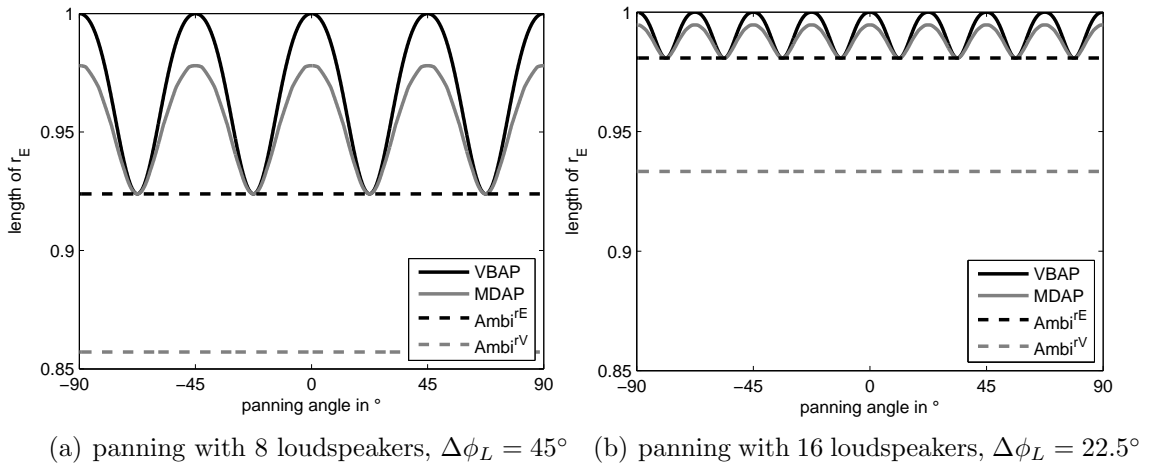 1
0.95
0.9
0.85
length of r_E
−90
−45
0
45
90
panning angle in °
VBAP
MDAP
Ambi^{rE}
Ambi^{rV}
(a) panning with 8 loudspeakers, Δϕ_L = 45°
1
0.95
0.9
0.85
length of r_E
−90
−45
0
45
90
panning angle in °
VBAP
MDAP
Ambi^{rE}
Ambi^{rV}
(b) panning with 16 loudspeakers, Δϕ_L = 22.5°